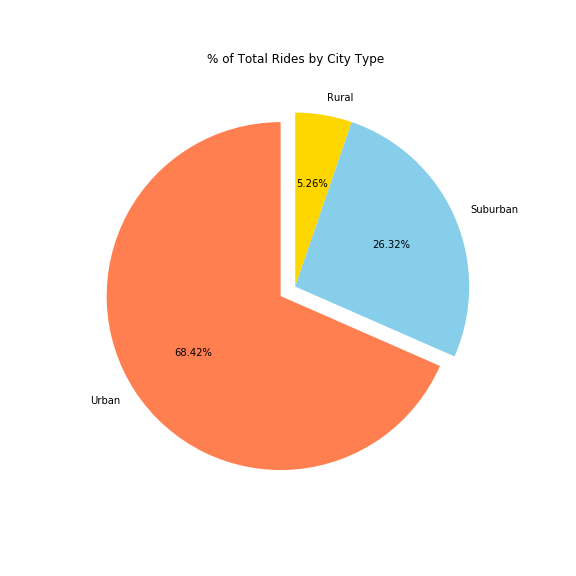 % of Total Rides by City Type
Rural
5.26%
Suburban
26.32%
68.42%
Urban